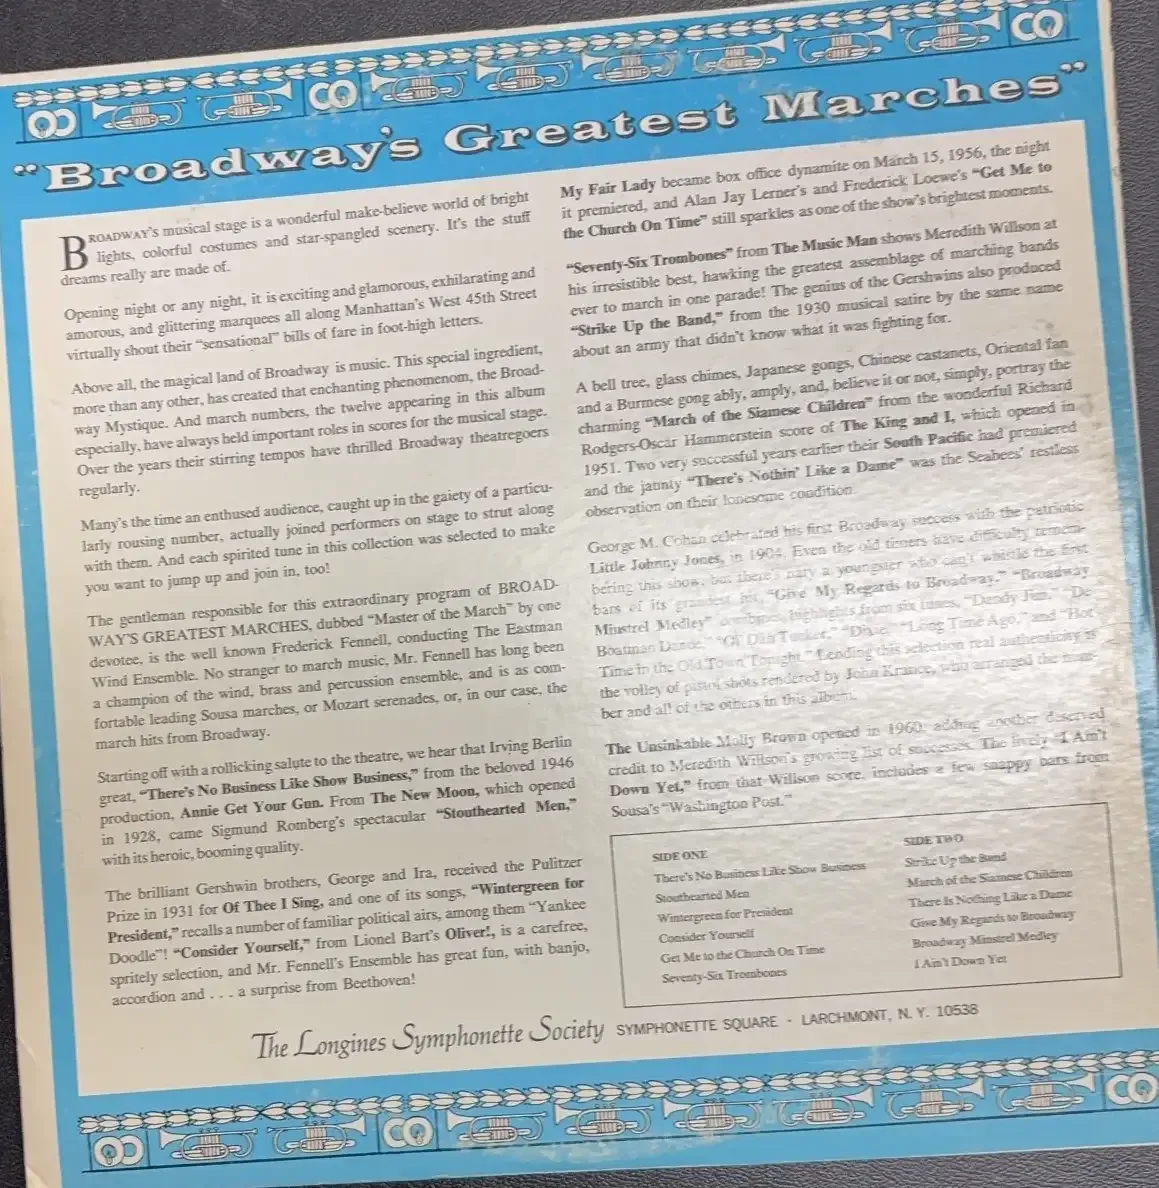 "Broadway's Greatest Marches"
BROADWAY'S musical stage is a wonderful make-believe world of bright
lights, colorful costumes and star-spangled scenery. It's the stuff
dreams really are made of.
Opening night or any night, it is exciting and glamorous, exhilarating and
amorous, and glittering marquees all along Manhattan's West 45th Street
virtually shout their "sensational" bills of fare in foot-high letters.
Above all, the magical land of Broadway is music. This special ingredient,
more than any other, has created that enchanting phenomenom, the Broad-
way Mystique. And march numbers, the twelve appearing in this album
especially, have always held important roles in scores for the musical stage.
Over the years their stirring tempos have thrilled Broadway theatregoers
regularly.
Many's the time an enthused audience, caught up in the gaiety of a particu-
larly rousing number, actually joined performers on stage to strut along
with them. And each spirited tune in this collection was selected to make
you want to jump up and join in, too!
The gentleman responsible for this extraordinary program of BROAD-
WAY'S GREATEST MARCHES, dubbed "Master of the March" by one
devotee, is the well known Frederick Fennell, conducting The Eastman
Wind Ensemble. No stranger to march music, Mr. Fennell has long been
a champion of the wind, brass and percussion ensemble, and is as com-
fortable leading Sousa marches, or Mozart serenades, or, in our case, the
march hits from Broadway.
Starting off with a rollicking salute to the theatre, we hear that Irving Berlin
great, "There's No Business Like Show Business," from the beloved 1946
production, Annie Get Your Gun. From The New Moon, which opened
in 1928, came Sigmund Romberg's spectacular "Stouthearted Men,"
with its heroic, booming quality.
The brilliant Gershwin brothers, George and Ira, received the Pulitzer
Prize in 1931 for Of Thee I Sing, and one of its songs, "Wintergreen for
President," recalls a number of familiar political airs, among them "Yankee
Doodle"! "Consider Yourself," from Lionel Bart's Oliver!, is a carefree,
spritely selection, and Mr. Fennell's Ensemble has great fun, with banjo,
accordion and . . . a surprise from Beethoven!
My Fair Lady became box office dynamite on March 15, 1956, the night
it premiered, and Alan Jay Lerner's and Frederick Loewe's "Get Me to
the Church On Time" still sparkles as one of the show's brightest moments.
"Seventy-Six Trombones" from The Music Man shows Meredith Willson at
his irresistible best, hawking the greatest assemblage of marching bands
ever to march in one parade! The genius of the Gershwins also produced
"Strike Up the Band," from the 1930 musical satire by the same name
about an army that didn't know what it was fighting for.
A bell tree, glass chimes, Japanese gongs, Chinese castanets, Oriental fan
and a Burmese gong ably, amply, and, believe it or not, simply, portray the
charming "March of the Siamese Children" from the wonderful Richard
Rodgers-Oscar Hammerstein score of The King and I, which opened in
1951. Two very successful years earlier their South Pacific had premiered
and the jaunty "There's Nothin' Like a Dame" was the Seabees' restless
observation on their lonesome condition.
George M. Cohan celebrated his first Broadway success with the patriotic
Little Johnny Jones, in 1904. Even the old timers have difficulty remem-
bering this show, but there's nary a youngster who can't whistle the first
bars of its greatest hit, "Give My Regards to Broadway." "Broadway
Minstrel Medley" combines highlights from six tunes, "Dandy Jim," "De
Boatman Dance," "Ol' Dan Tucker," "Dixie," "Long Time Ago," and "Hot
Time in the Old Town Tonight." Lending this selection real authenticity is
the volley of pistol shots rendered by John Krance, who arranged the num-
ber and all of the others in this album.
The Unsinkable Molly Brown opened in 1960, adding another deserved
credit to Meredith Willson's growing list of successes. The lively "I Ain't
Down Yet," from that Willson score, includes a few snappy bars from
Sousa's "Washington Post."
SIDE ONE
There's No Business Like Show Business
Stouthearted Men
Wintergreen for President
Consider Yourself
Get Me to the Church On Time
Seventy-Six Trombones
SIDE TWO
Strike Up the Band
March of the Siamese Children
There Is Nothing Like a Dame
Give My Regards to Broadway
Broadway Minstrel Medley
I Ain't Down Yet
The Longines Symphonette Society SYMPHONETTE SQUARE - LARCHMONT, N. Y. 10538